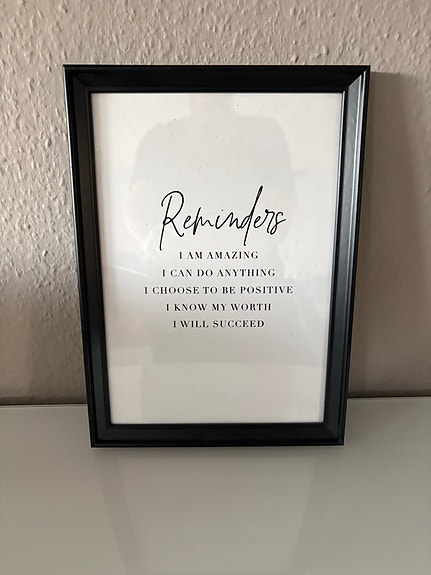 Reminders
I AM AMAZING
I CAN DO ANYTHING
I CHOOSE TO BE POSITIVE
I KNOW MY WORTH
I WILL SUCCEED